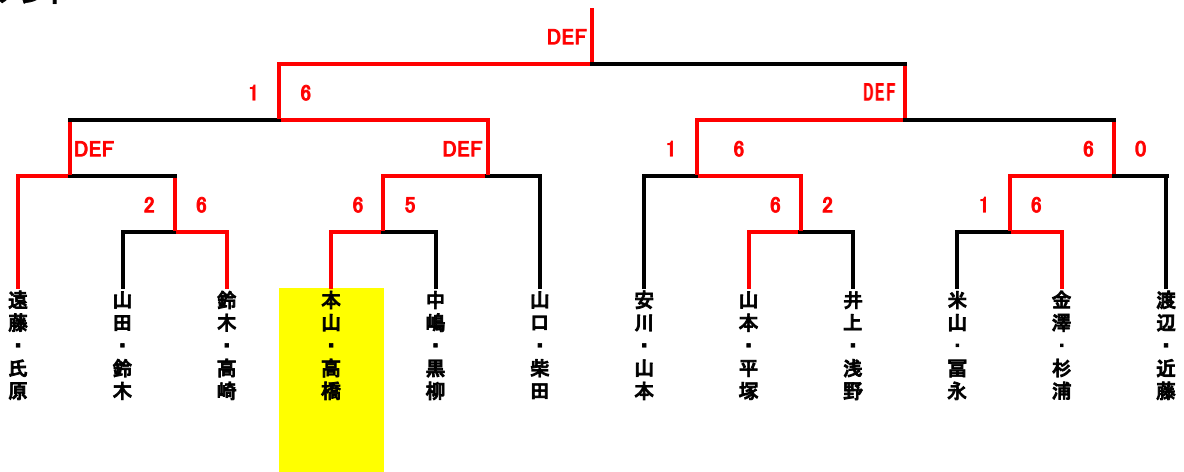 DEF
1 6 DEF
DEF DEF 1 6 6 0
2 6 6 5 6 2 1 6
遠藤・氏原
山田・鈴木
鈴木・高崎
本山・高橋
中嶋・黒柳
山口・柴田
安川・山本
山本・平塚
井上・浅野
米山・冨永
金澤・杉浦
渡辺・近藤